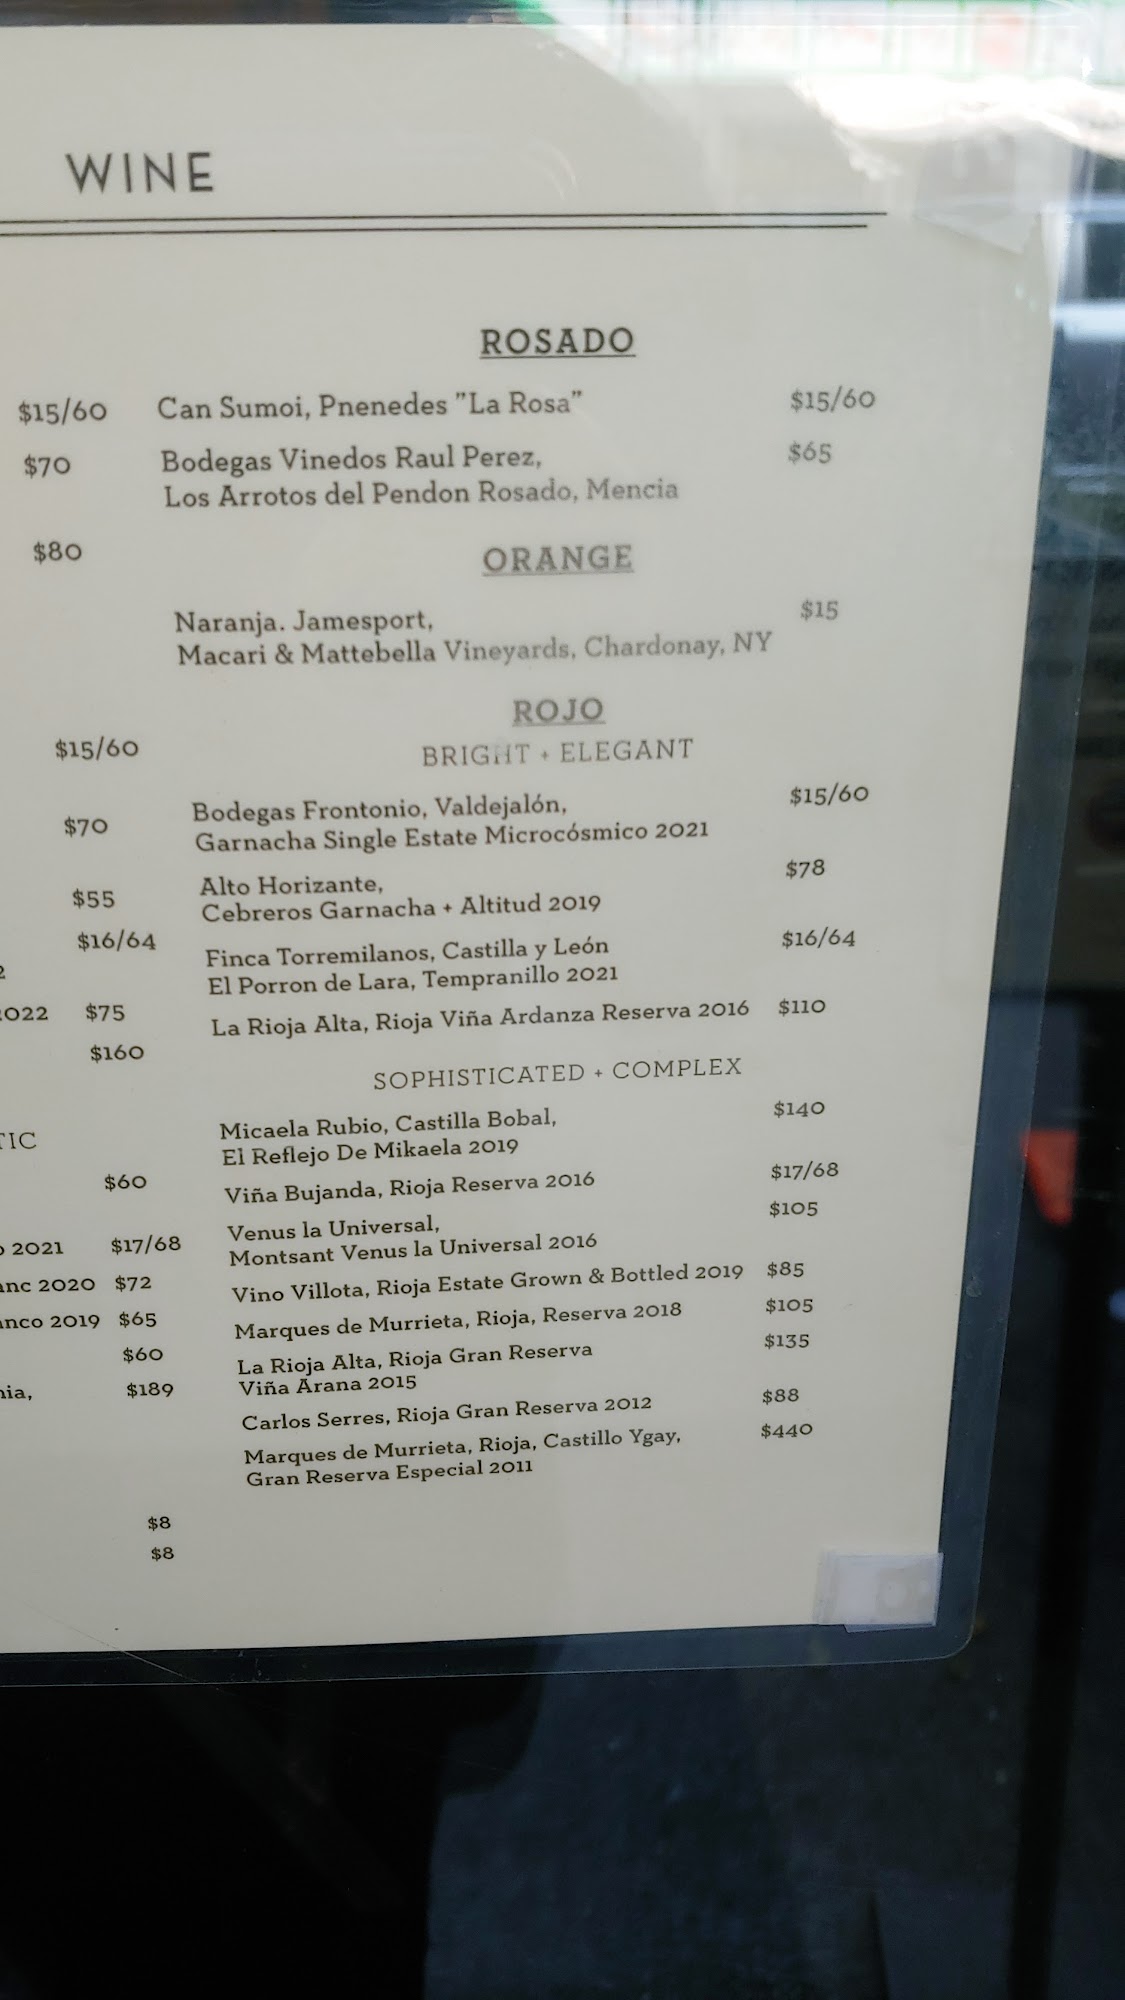 WINE
$15/60
$70
$80
$15/60
$70
$55
$16/64
2
2022 $75
$160
TIC
$60
2021 $17/68
anc 2020 $72
anco 2019 $65
$60
nia, $189
$8
$8
ROSADO
Can Sumoi, Pnenedes "La Rosa" $15/60
Bodegas Vinedos Raul Perez, $65
Los Arrotos del Pendon Rosado, Mencia
ORANGE
Naranja. Jamesport, $15
Macari & Mattebella Vineyards, Chardonay, NY
ROJO
BRIGHT + ELEGANT
Bodegas Frontonio, Valdejalón, $15/60
Garnacha Single Estate Microcósmico 2021
Alto Horizante, $78
Cebreros Garnacha + Altitud 2019
Finca Torremilanos, Castilla y León $16/64
El Porron de Lara, Tempranillo 2021
La Rioja Alta, Rioja Viña Ardanza Reserva 2016 $110
SOPHISTICATED + COMPLEX
Micaela Rubio, Castilla Bobal, $140
El Reflejo De Mikaela 2019
Viña Bujanda, Rioja Reserva 2016 $17/68
Venus la Universal, $105
Montsant Venus la Universal 2016
Vino Villota, Rioja Estate Grown & Bottled 2019 $85
Marques de Murrieta, Rioja, Reserva 2018 $105
La Rioja Alta, Rioja Gran Reserva $135
Viña Arana 2015
Carlos Serres, Rioja Gran Reserva 2012 $88
Marques de Murrieta, Rioja, Castillo Ygay, $440
Gran Reserva Especial 2011